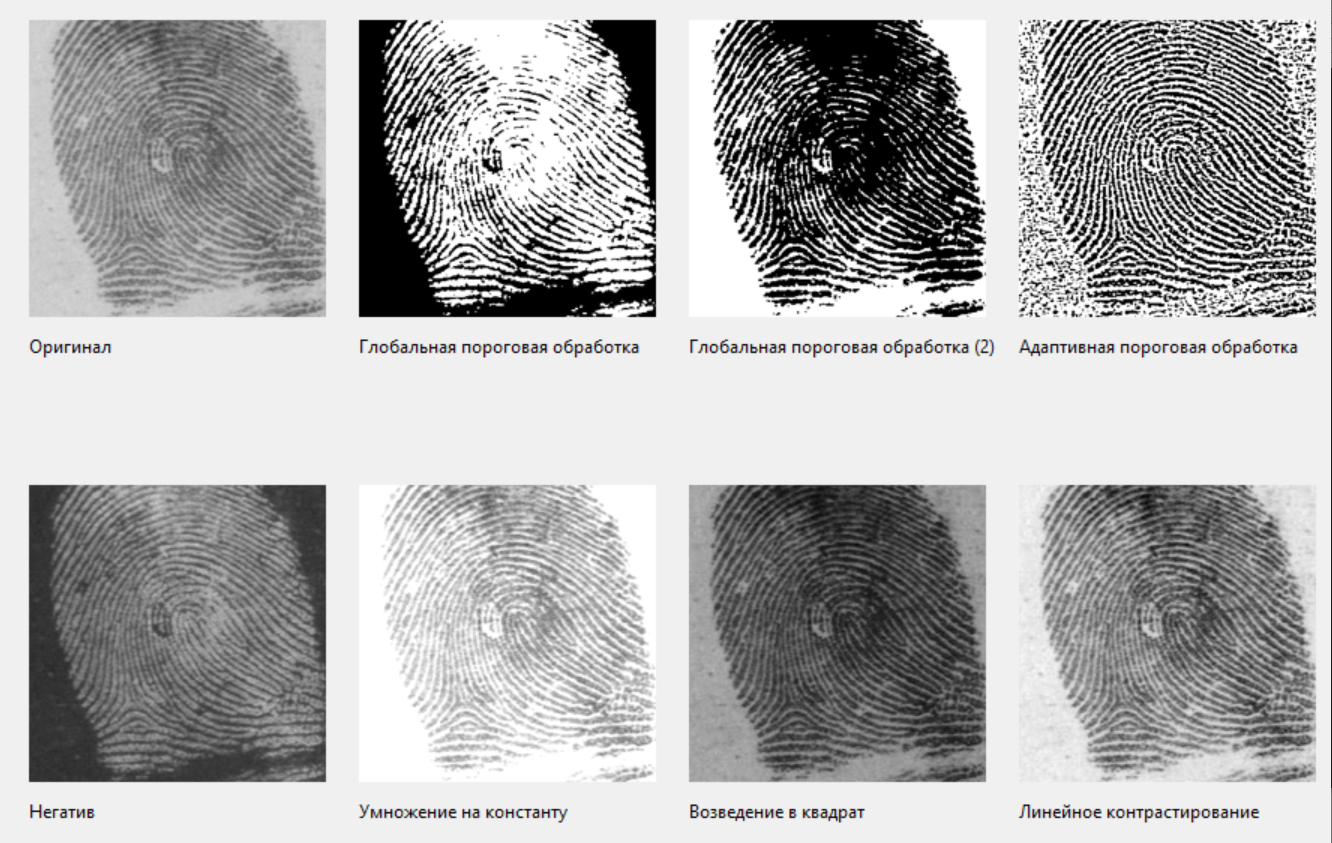 Оригинал
Глобальная пороговая обработка
Глобальная пороговая обработка (2)
Адаптивная пороговая обработка
Негатив
Умножение на константу
Возведение в квадрат
Линейное контрастирование